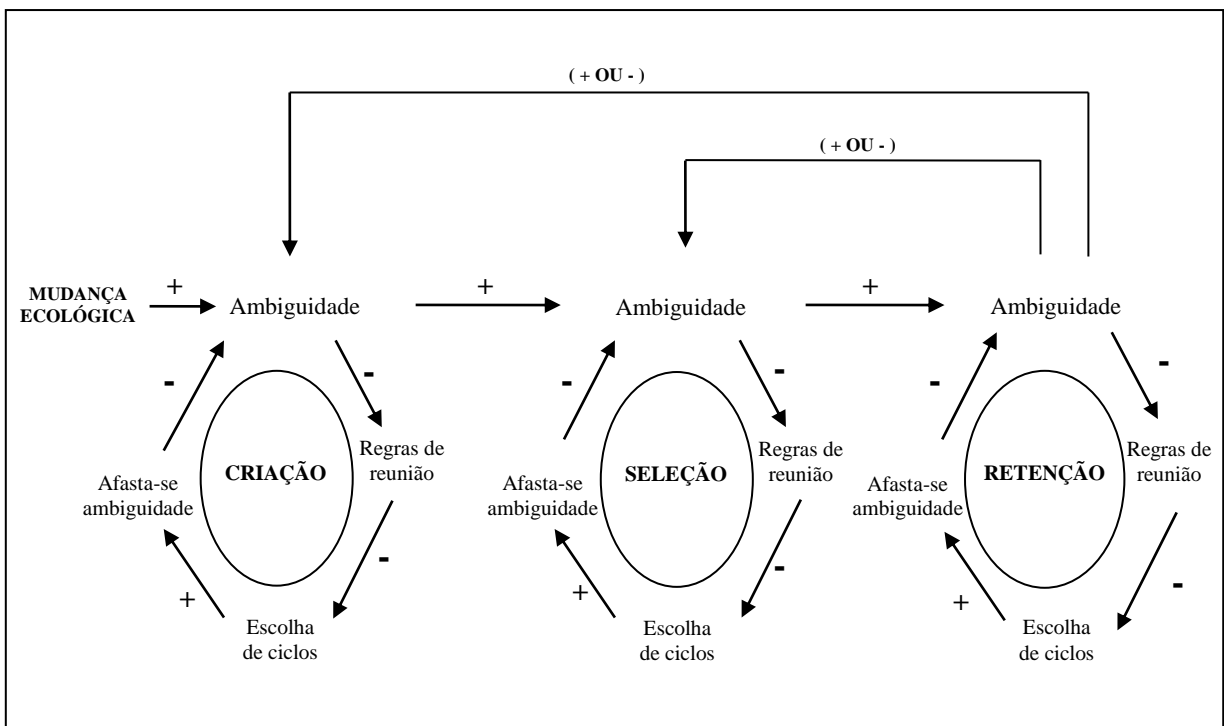 ( + OU - )
( + OU - )
MUDANÇA
ECOLÓGICA
+
Ambiguidade
+
Ambiguidade
+
Ambiguidade
-
-
-
-
-
-
CRIAÇÃO
Regras de
reunião
Afasta-se
ambiguidade
SELEÇÃO
Regras de
reunião
Afasta-se
ambiguidade
RETENÇÃO
Regras de
reunião
Afasta-se
ambiguidade
+
-
+
-
+
-
Escolha
de ciclos
Escolha
de ciclos
Escolha
de ciclos